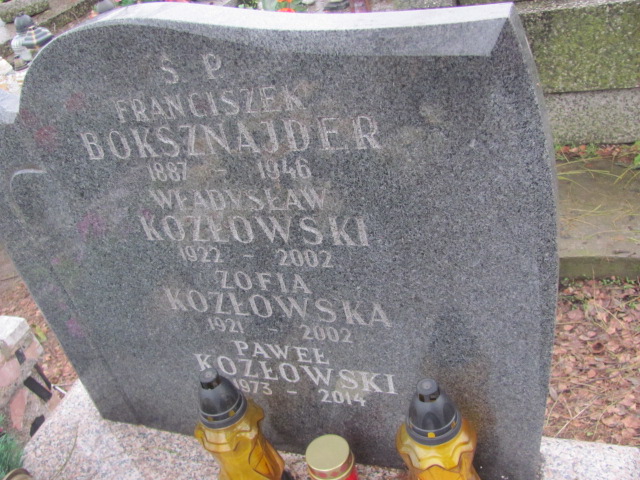 Ś P
FRANCISZEK
BOKSZNAJDER
1887 - 1946
WŁADYSŁAW
KOZŁOWSKI
1922 - 2002
ZOFIA
KOZŁOWSKA
1921 - 2002
PAWEŁ
KOZŁOWSKI
1973 - 2014